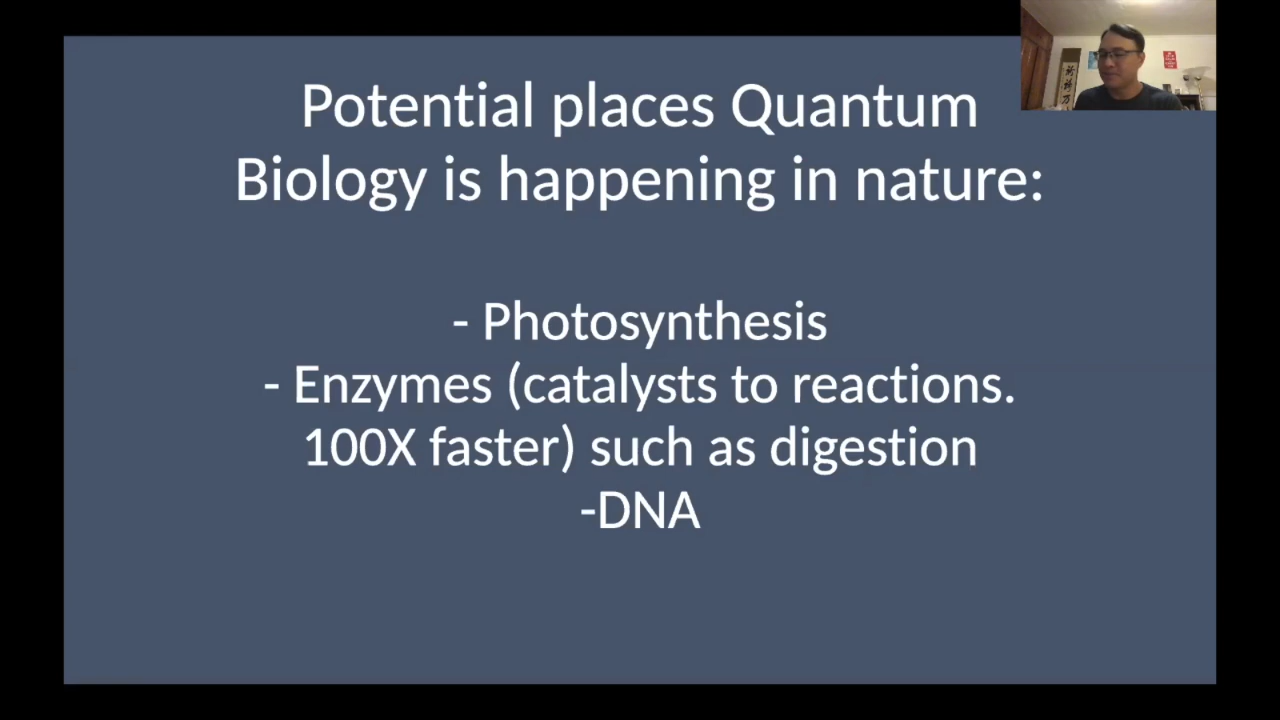 Potential places Quantum
Biology is happening in nature:
- Photosynthesis
- Enzymes (catalysts to reactions.
100X faster) such as digestion
-DNA